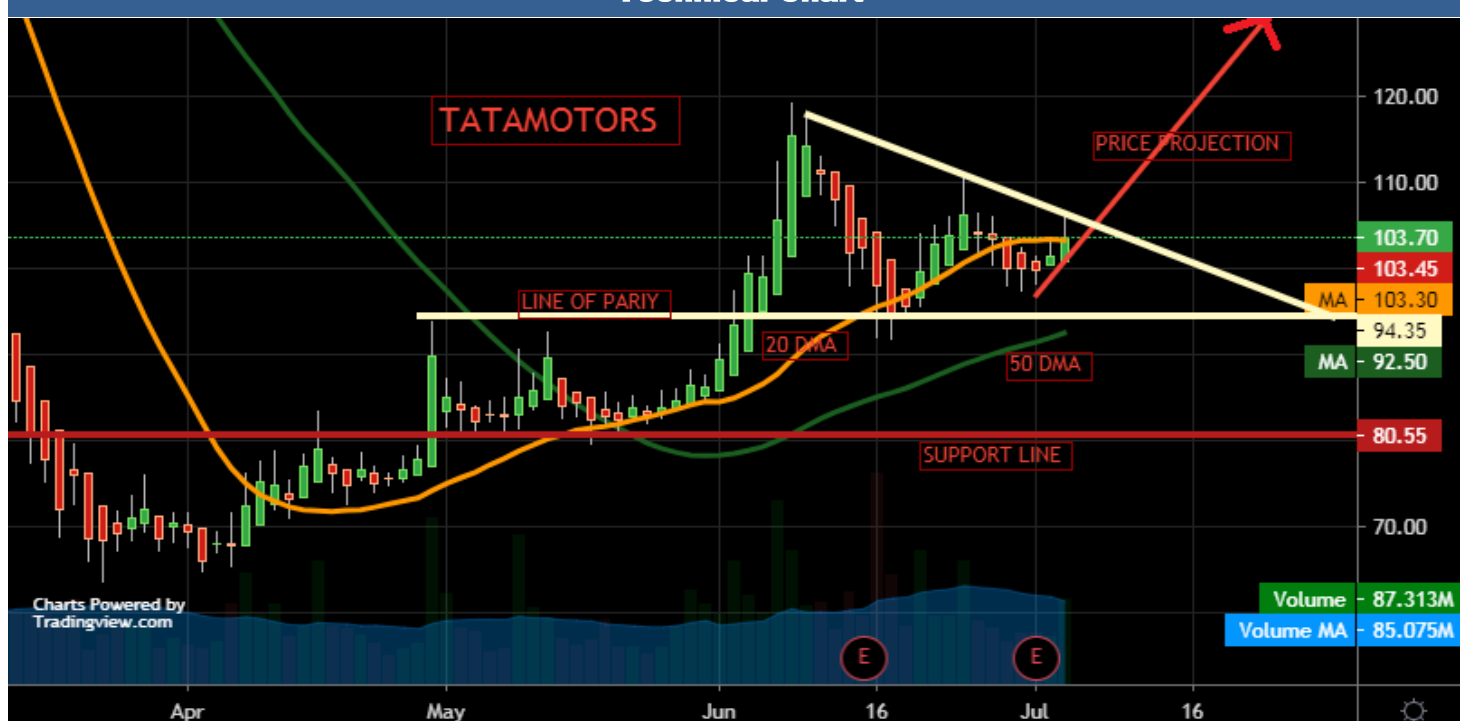 Technical Chart
TATAMOTORS
120.00
PRICE PROJECTION
110.00
103.70
103.45
LINE OF PARIY
MA 103.30
94.35
20 DMA
50 DMA
MA 92.50
80.55
SUPPORT LINE
70.00
Charts Powered by
Tradingview.com
Volume 87.313M
Volume MA 85.075M
E E
Apr May Jun 16 Jul 16